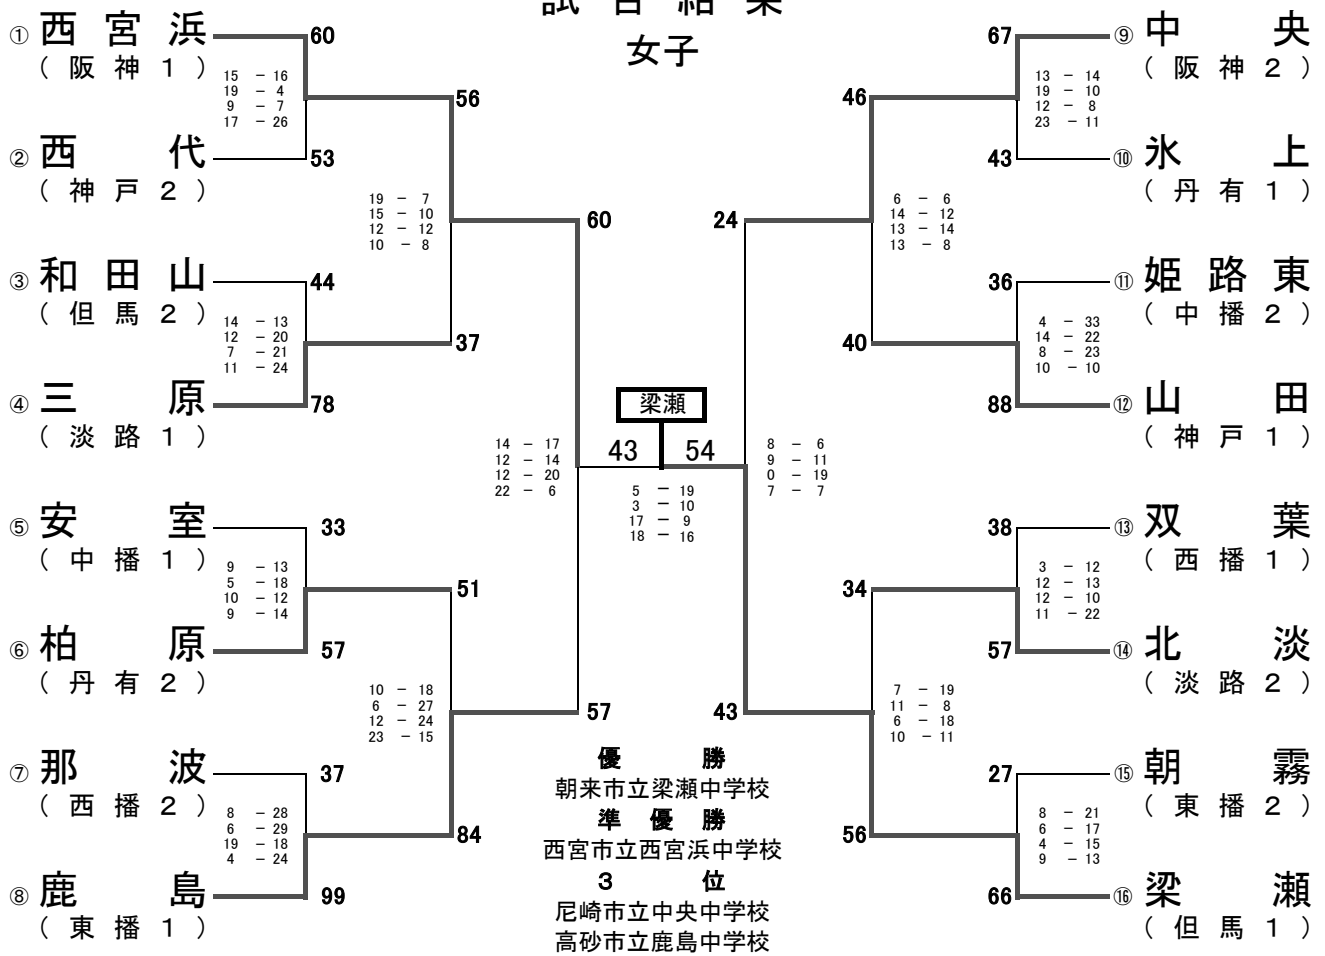 試合結果
女子
① 西宮浜 60
(阪神1)
15 － 16
19 － 4
9 － 7
17 － 26
② 西代 53
(神戸2)
56
19 － 7
15 － 10
12 － 12
10 － 8
③ 和田山 44
(但馬2)
14 － 13
12 － 20
7 － 21
11 － 24
④ 三原 78
(淡路1)
37
60
14 － 17
12 － 14
12 － 20
22 － 6
⑤ 安室 33
(中播1)
9 － 13
5 － 18
10 － 12
9 － 14
⑥ 柏原 57
(丹有2)
51
10 － 18
6 － 27
12 － 24
23 － 15
⑦ 那波 37
(西播2)
8 － 28
6 － 29
19 － 18
4 － 24
⑧ 鹿島 99
(東播1)
84
57
梁瀬
43 54
5 － 19
3 － 10
17 － 9
18 － 16
67 ⑨ 中央
(阪神2)
13 － 14
19 － 10
12 － 8
23 － 11
43 ⑩ 氷上
(丹有1)
46
6 － 6
14 － 12
13 － 14
13 － 8
36 ⑪ 姫路東
(中播2)
4 － 33
14 － 22
8 － 23
10 － 10
88 ⑫ 山田
(神戸1)
40
24
8 － 6
9 － 11
0 － 19
7 － 7
38 ⑬ 双葉
(西播1)
3 － 12
12 － 13
12 － 10
11 － 22
57 ⑭ 北淡
(淡路2)
34
7 － 19
11 － 8
6 － 18
10 － 11
27 ⑮ 朝霧
(東播2)
8 － 21
6 － 17
4 － 15
9 － 13
66 ⑯ 梁瀬
(但馬1)
56
43
優勝
朝来市立梁瀬中学校
準優勝
西宮市立西宮浜中学校
3位
尼崎市立中央中学校
高砂市立鹿島中学校